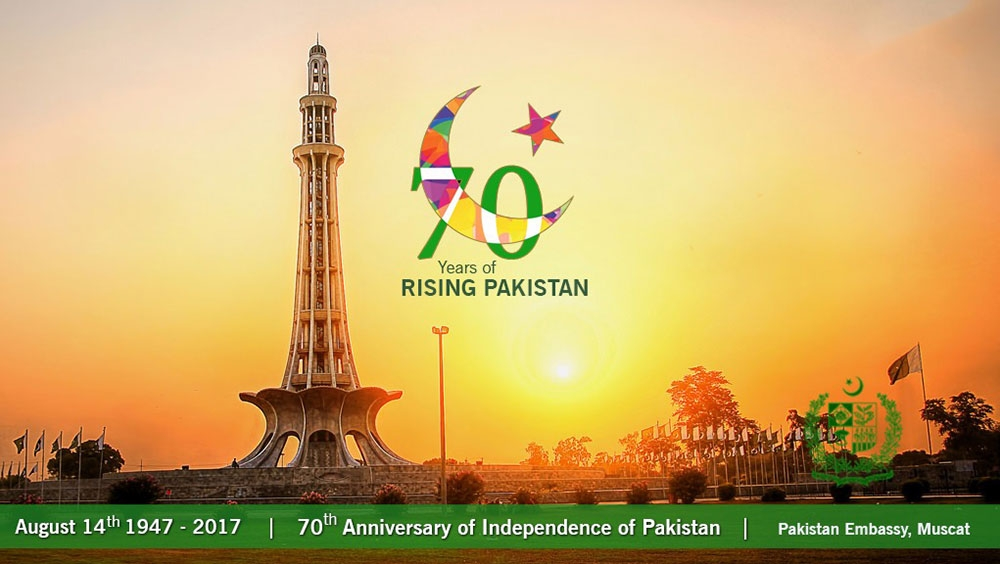 70
Years of
RISING PAKISTAN
August 14th 1947 - 2017 | 70th Anniversary of Independence of Pakistan | Pakistan Embassy, Muscat